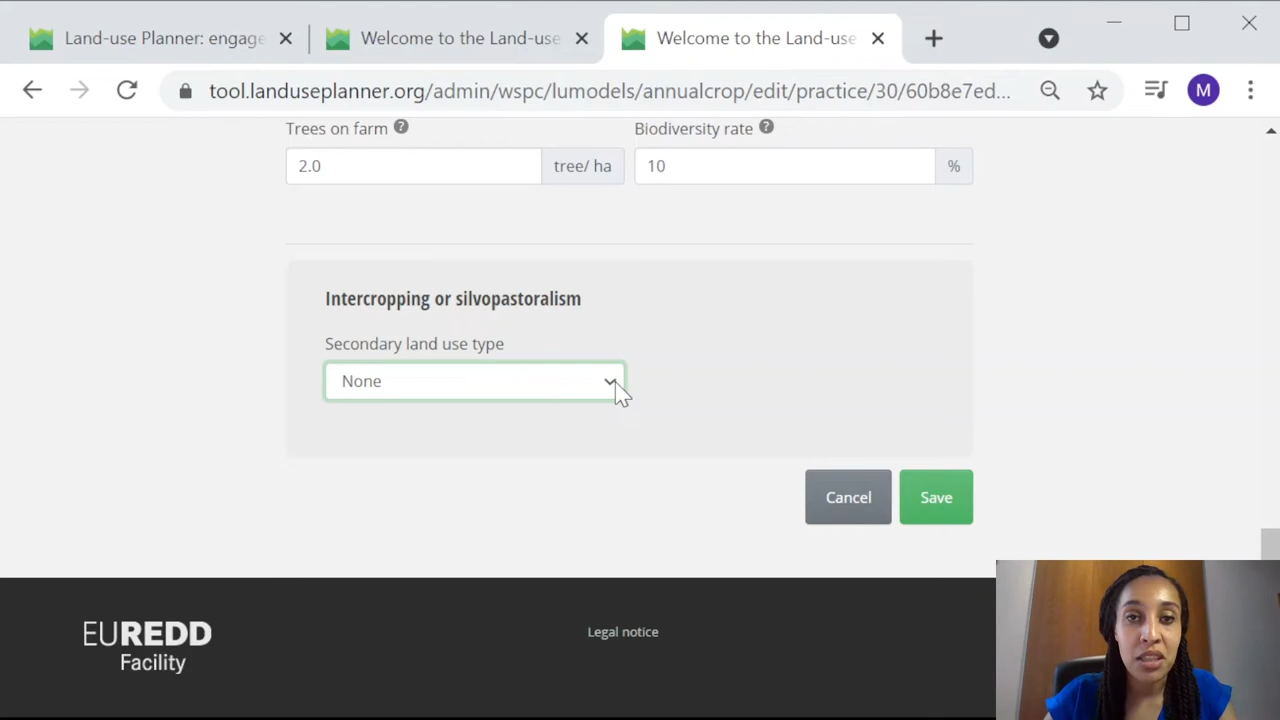 Land-use Planner: engage
Welcome to the Land-use
Welcome to the Land-use
tool.landuseplanner.org/admin/wspc/lumodels/annualcrop/edit/practice/30/60b8e7ed...
M
Trees on farm ?
Biodiversity rate ?
2.0 tree/ ha
10 %
Intercropping or silvopastoralism
Secondary land use type
None
Cancel
Save
EU REDD
Facility
Legal notice